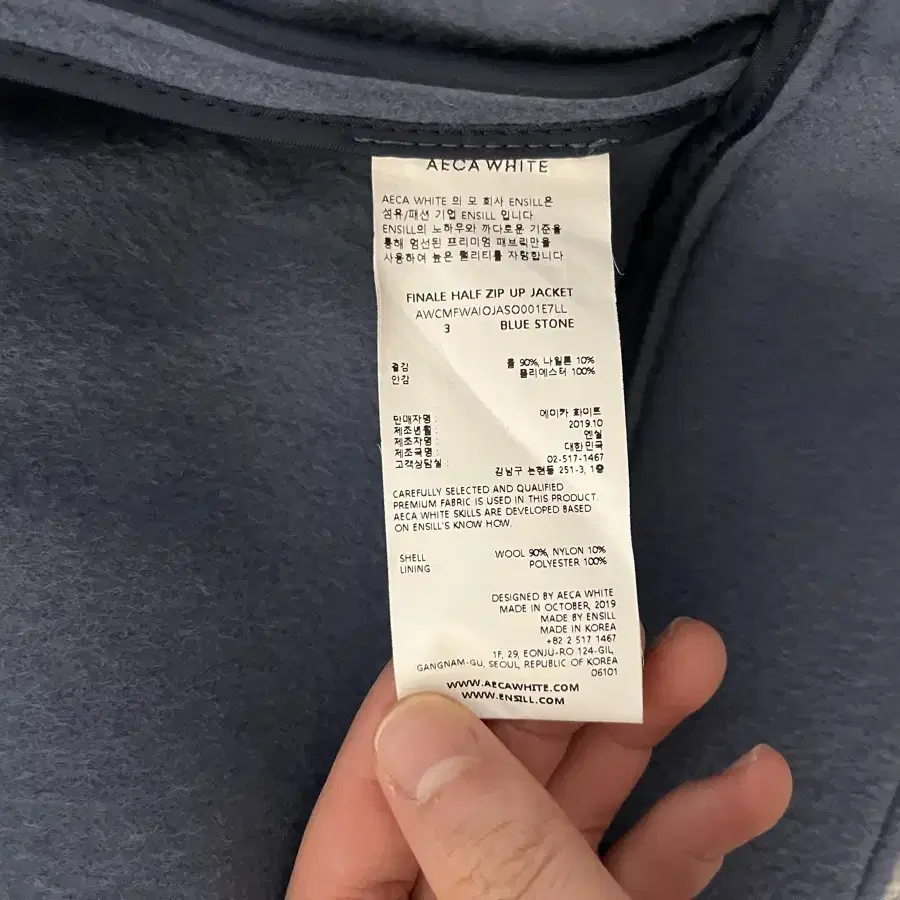 AECA WHITE
AECA WHITE 의 모 회사 ENSILL은
섬유/패션 기업 ENSILL 입니다
ENSILL의 노하우와 까다로운 기준을
통해 엄선된 프리미엄 패브릭만을
사용하여 높은 퀄리티를 자랑합니다
FINALE HALF ZIP UP JACKET
AWCMFWAIOJASO001E7LL
3 BLUE STONE
겉감 울 90%, 나일론 10%
안감 폴리에스터 100%
판매자명 : 에이카 화이트
제조년월 : 2019.10
제조자명 : 엔실
제조국명 : 대한민국
고객상담실 : 02-517-1467
강남구 논현동 251-3, 1층
CAREFULLY SELECTED AND QUALIFIED
PREMIUM FABRIC IS USED IN THIS PRODUCT.
AECA WHITE SKILLS ARE DEVELOPED BASED
ON ENSILL'S KNOW HOW.
SHELL WOOL 90%, NYLON 10%
LINING POLYESTER 100%
DESIGNED BY AECA WHITE
MADE IN OCTOBER, 2019
MADE BY ENSILL
MADE IN KOREA
+82 2 517 1467
1F, 29, EONJU-RO 124-GIL,
GANGNAM-GU, SEOUL, REPUBLIC OF KOREA
06101
WWW.AECAWHITE.COM
WWW.ENSILL.COM